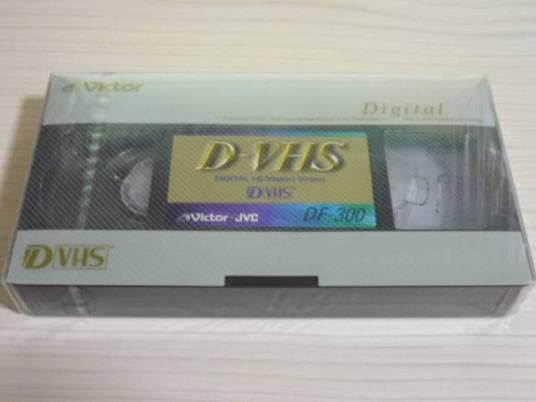 Victor
Digital
D-VHS
DIGITAL Hi-Vision Video
D-VHS
Victor・JVC
DF-300
D-VHS